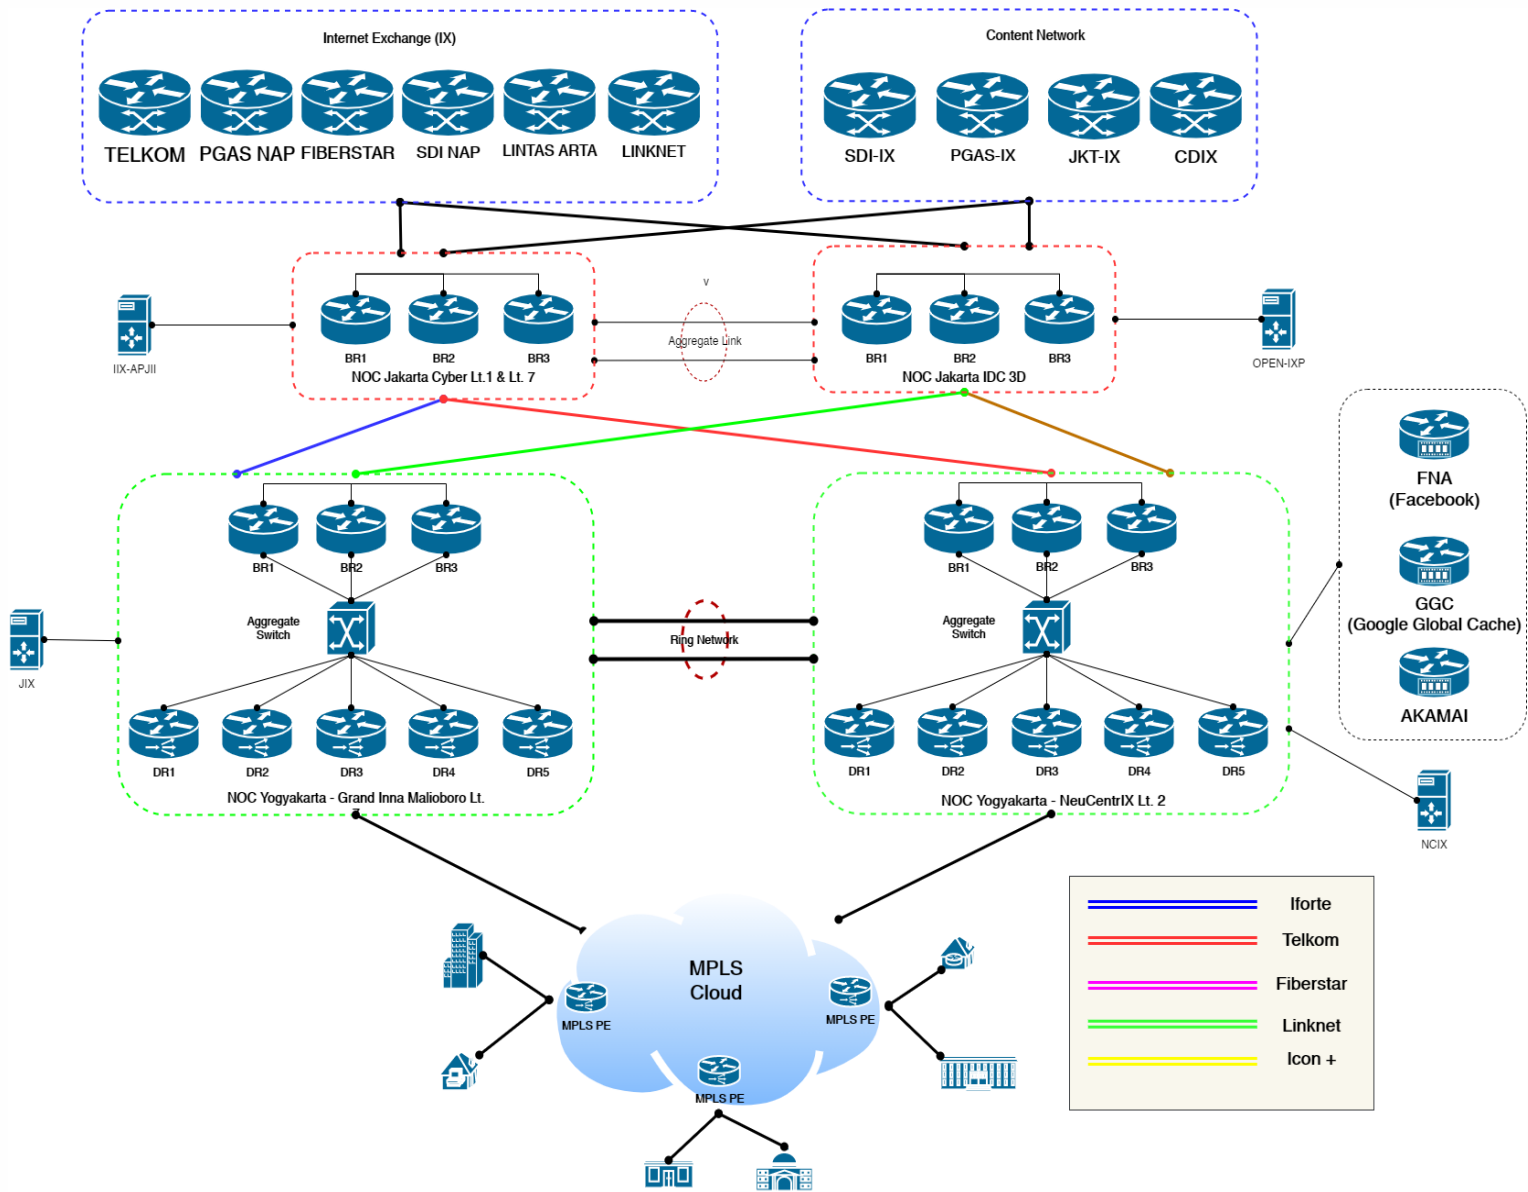 Internet Exchange (IX)
Content Network
TELKOM
PGAS NAP
FIBERSTAR
SDI NAP
LINTAS ARTA
LINKNET
SDI-IX
PGAS-IX
JKT-IX
CDIX
v
IIX-APJII
BR1
BR2
BR3
NOC Jakarta Cyber Lt.1 & Lt. 7
Aggregate Link
BR1
BR2
BR3
NOC Jakarta IDC 3D
OPEN-IXP
FNA
(Facebook)
GGC
(Google Global Cache)
AKAMAI
BR1
BR2
BR3
Aggregate
Switch
JIX
DR1
DR2
DR3
DR4
DR5
NOC Yogyakarta - Grand Inna Malioboro Lt.
Ring Network
BR1
BR2
BR3
Aggregate
Switch
DR1
DR2
DR3
DR4
DR5
NOC Yogyakarta - NeuCentrIX Lt. 2
NCIX
MPLS
Cloud
MPLS PE
MPLS PE
MPLS PE
Iforte
Telkom
Fiberstar
Linknet
Icon +